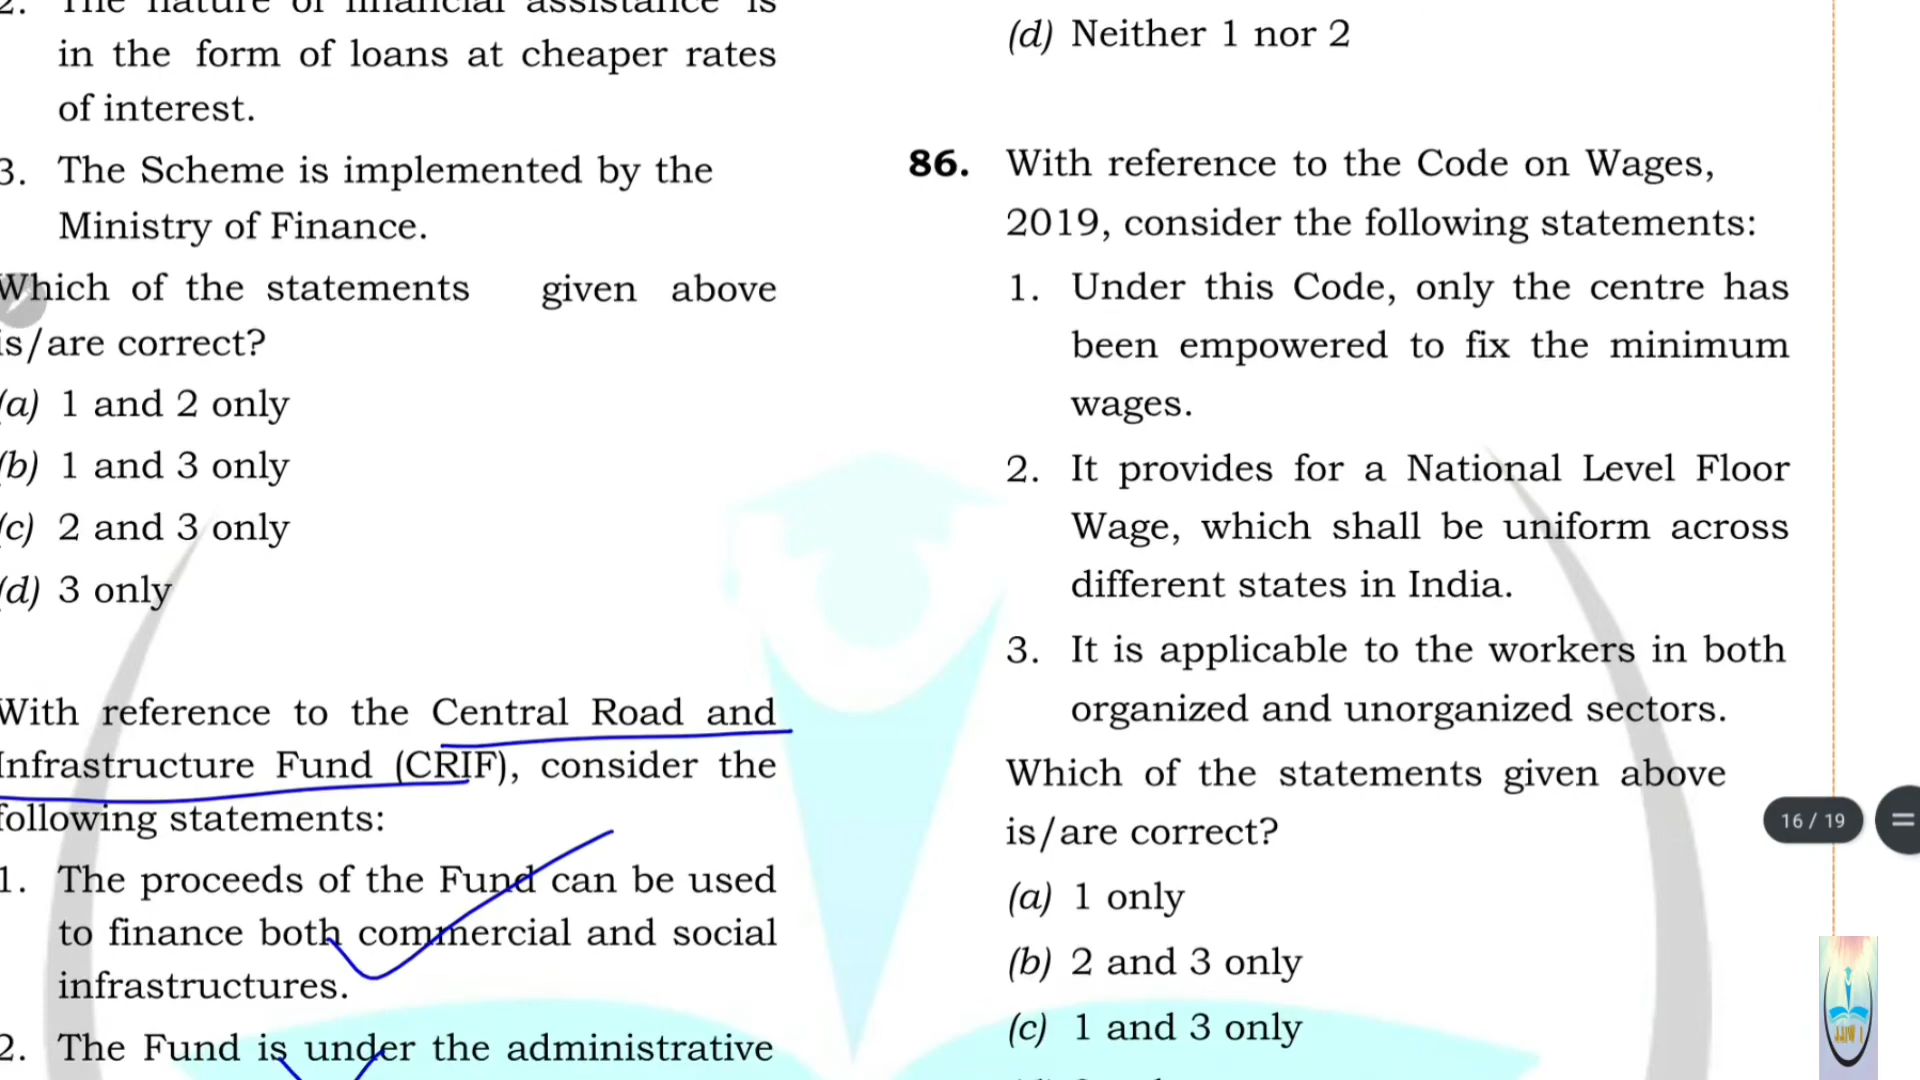 2. The nature of financial assistance is
in the form of loans at cheaper rates
of interest.
3. The Scheme is implemented by the
Ministry of Finance.
Which of the statements given above
is/are correct?
(a) 1 and 2 only
(b) 1 and 3 only
(c) 2 and 3 only
(d) 3 only
With reference to the Central Road and
Infrastructure Fund (CRIF), consider the
following statements:
1. The proceeds of the Fund can be used
to finance both commercial and social
infrastructures.
2. The Fund is under the administrative
(d) Neither 1 nor 2
86. With reference to the Code on Wages,
2019, consider the following statements:
1. Under this Code, only the centre has
been empowered to fix the minimum
wages.
2. It provides for a National Level Floor
Wage, which shall be uniform across
different states in India.
3. It is applicable to the workers in both
organized and unorganized sectors.
Which of the statements given above
is/are correct?
(a) 1 only
(b) 2 and 3 only
(c) 1 and 3 only
16 / 19